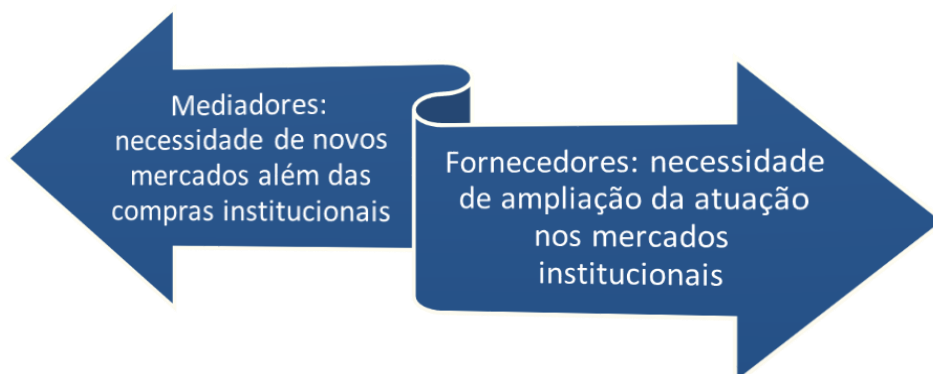 Mediadores:
necessidade de novos
mercados além das
compras institucionais
Fornecedores: necessidade
de ampliação da atuação
nos mercados
institucionais